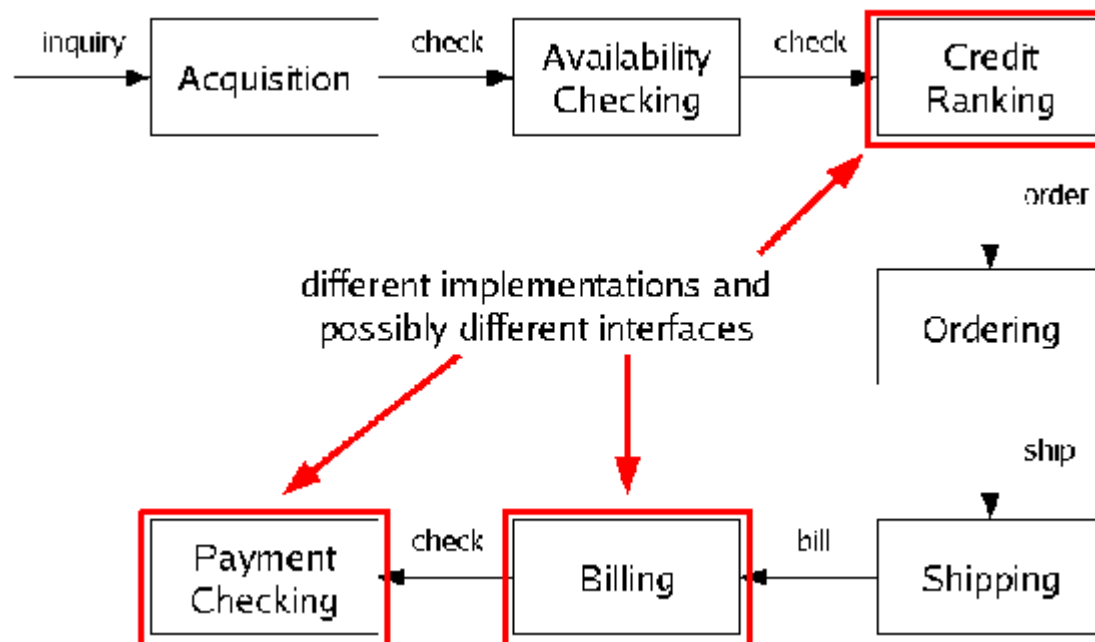 inquiry
Acquisition
check
Availability
Checking
check
Credit
Ranking
order
different implementations and
possibly different interfaces
Ordering
ship
Payment
Checking
check
Billing
bill
Shipping